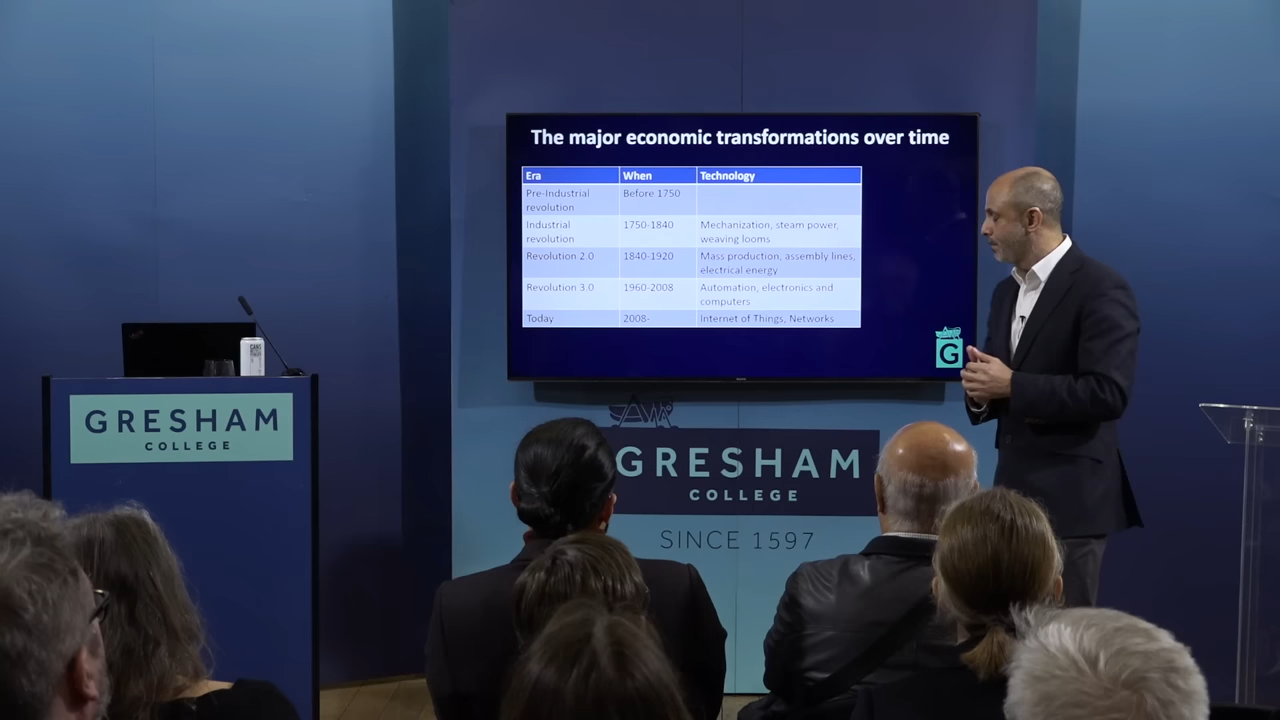 The major economic transformations over time
Era When Technology
Pre-Industrial Before 1750
revolution
Industrial 1750-1840 Mechanization, steam power,
revolution weaving looms
Revolution 2.0 1840-1920 Mass production, assembly lines,
electrical energy
Revolution 3.0 1960-2008 Automation, electronics and
computers
Today 2008- Internet of Things, Networks
G
GRESHAM
COLLEGE
GRESHAM
COLLEGE
SINCE 1597